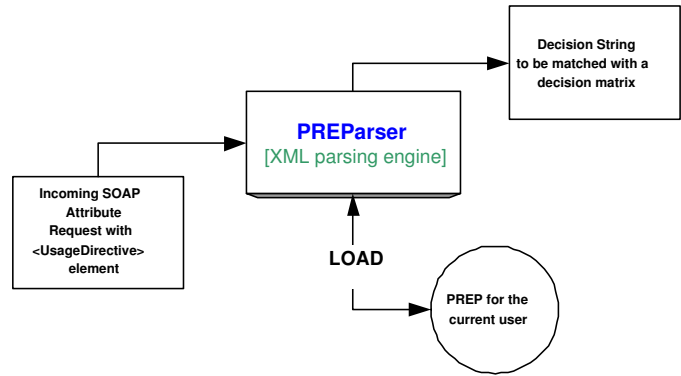 Decision String
to be matched with a
decision matrix
PREParser
[XML parsing engine]
Incoming SOAP
Attribute
Request with
<UsageDirective>
element
LOAD
PREP for the
current user